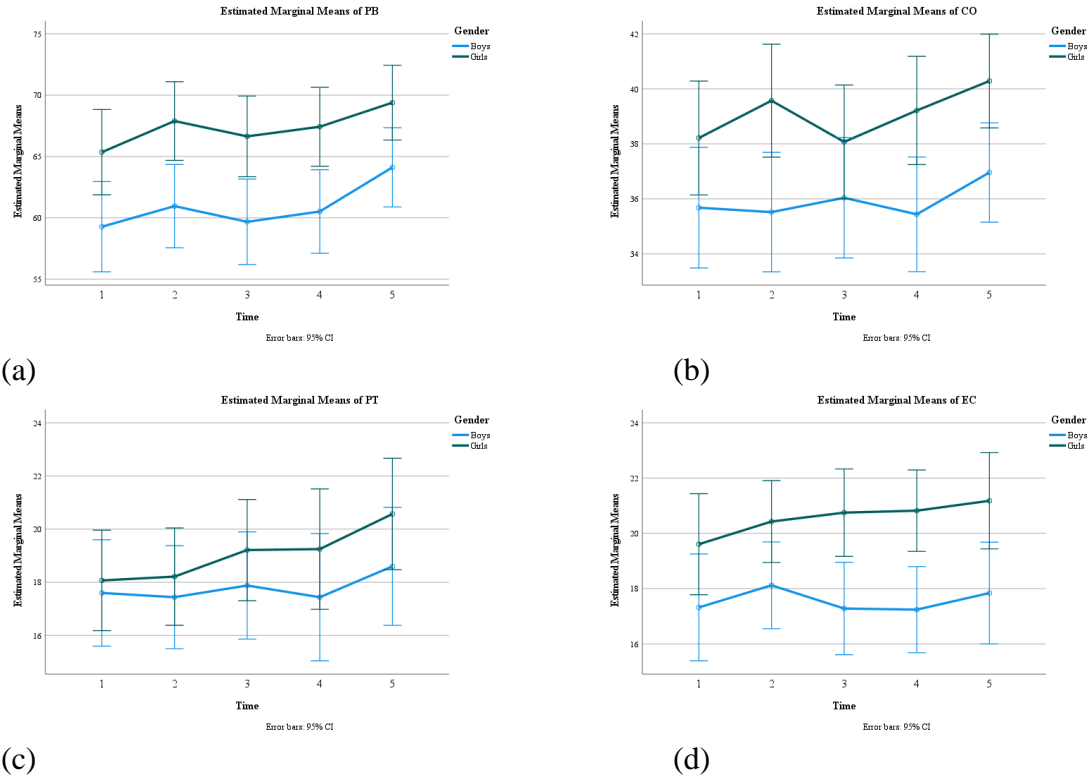 Estimated Marginal Means of PB
Gender
Boys
Girls
75
70
65
60
55
Estimated Marginal Means
1 2 3 4 5
Time
Error bars: 95% CI
(a)
Estimated Marginal Means of CO
Gender
Boys
Girls
42
40
38
36
34
Estimated Marginal Means
1 2 3 4 5
Time
Error bars: 95% CI
(b)
Estimated Marginal Means of PT
Gender
Boys
Girls
24
22
20
18
16
Estimated Marginal Means
1 2 3 4 5
Time
Error bars: 95% CI
(c)
Estimated Marginal Means of EC
Gender
Boys
Girls
24
22
20
18
16
Estimated Marginal Means
1 2 3 4 5
Time
Error bars: 95% CI
(d)